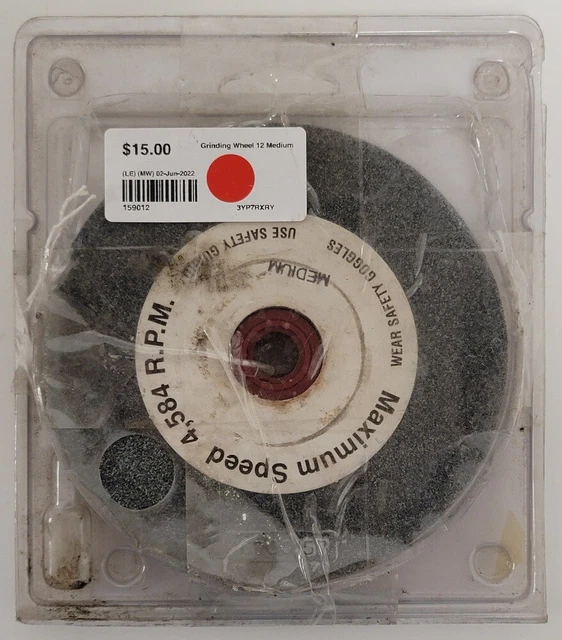 $15.00
Grinding Wheel 12 Medium
(LE) (MW) 02-Jun-2022
159012
3YP7RXRY
USE SAFETY
MEDIUM
WEAR SAFETY GOGGLES
Maximum Speed 4,584 R.P.M.